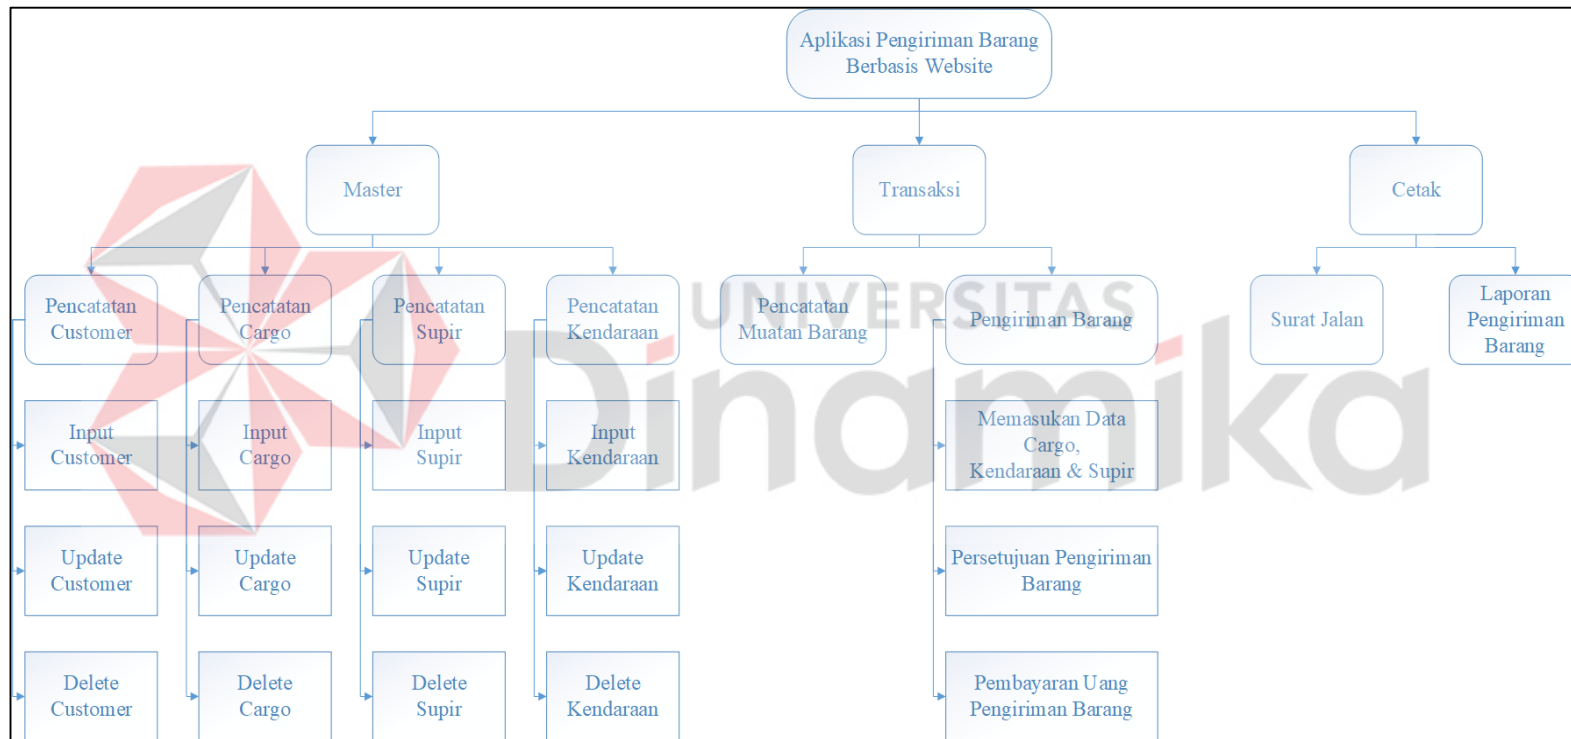 Aplikasi Pengiriman Barang
Berbasis Website
Master
Transaksi
Cetak
Pencatatan
Customer
Pencatatan
Cargo
Pencatatan
Supir
Pencatatan
Kendaraan
Pencatatan
Muatan Barang
Pengiriman Barang
Surat Jalan
Laporan
Pengiriman
Barang
UNIVERSITAS
Dinamika
Input
Customer
Input
Cargo
Input
Supir
Input
Kendaraan
Memasukan Data
Cargo,
Kendaraan & Supir
Update
Customer
Update
Cargo
Update
Supir
Update
Kendaraan
Persetujuan Pengiriman
Barang
Delete
Customer
Delete
Cargo
Delete
Supir
Delete
Kendaraan
Pembayaran Uang
Pengiriman Barang